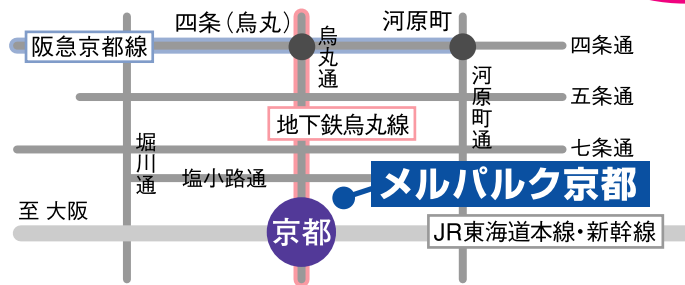 四条（烏丸）
河原町
阪急京都線
烏丸通
四条通
河原町通
五条通
地下鉄烏丸線
堀川通
七条通
塩小路通
メルパルク京都
至 大阪
京都
JR東海道本線・新幹線